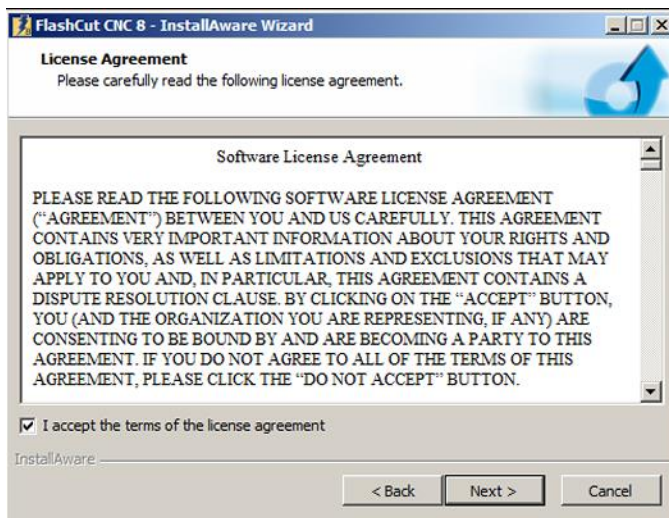 FlashCut CNC 8 - InstallAware Wizard
License Agreement
Please carefully read the following license agreement.
Software License Agreement
PLEASE READ THE FOLLOWING SOFTWARE LICENSE AGREEMENT
(“AGREEMENT”) BETWEEN YOU AND US CAREFULLY. THIS AGREEMENT
CONTAINS VERY IMPORTANT INFORMATION ABOUT YOUR RIGHTS AND
OBLIGATIONS, AS WELL AS LIMITATIONS AND EXCLUSIONS THAT MAY
APPLY TO YOU AND, IN PARTICULAR, THIS AGREEMENT CONTAINS A
DISPUTE RESOLUTION CLAUSE. BY CLICKING ON THE “ACCEPT” BUTTON,
YOU (AND THE ORGANIZATION YOU ARE REPRESENTING, IF ANY) ARE
CONSENTING TO BE BOUND BY AND ARE BECOMING A PARTY TO THIS
AGREEMENT. IF YOU DO NOT AGREE TO ALL OF THE TERMS OF THIS
AGREEMENT, PLEASE CLICK THE “DO NOT ACCEPT” BUTTON.
I accept the terms of the license agreement
InstallAware
< Back Next > Cancel